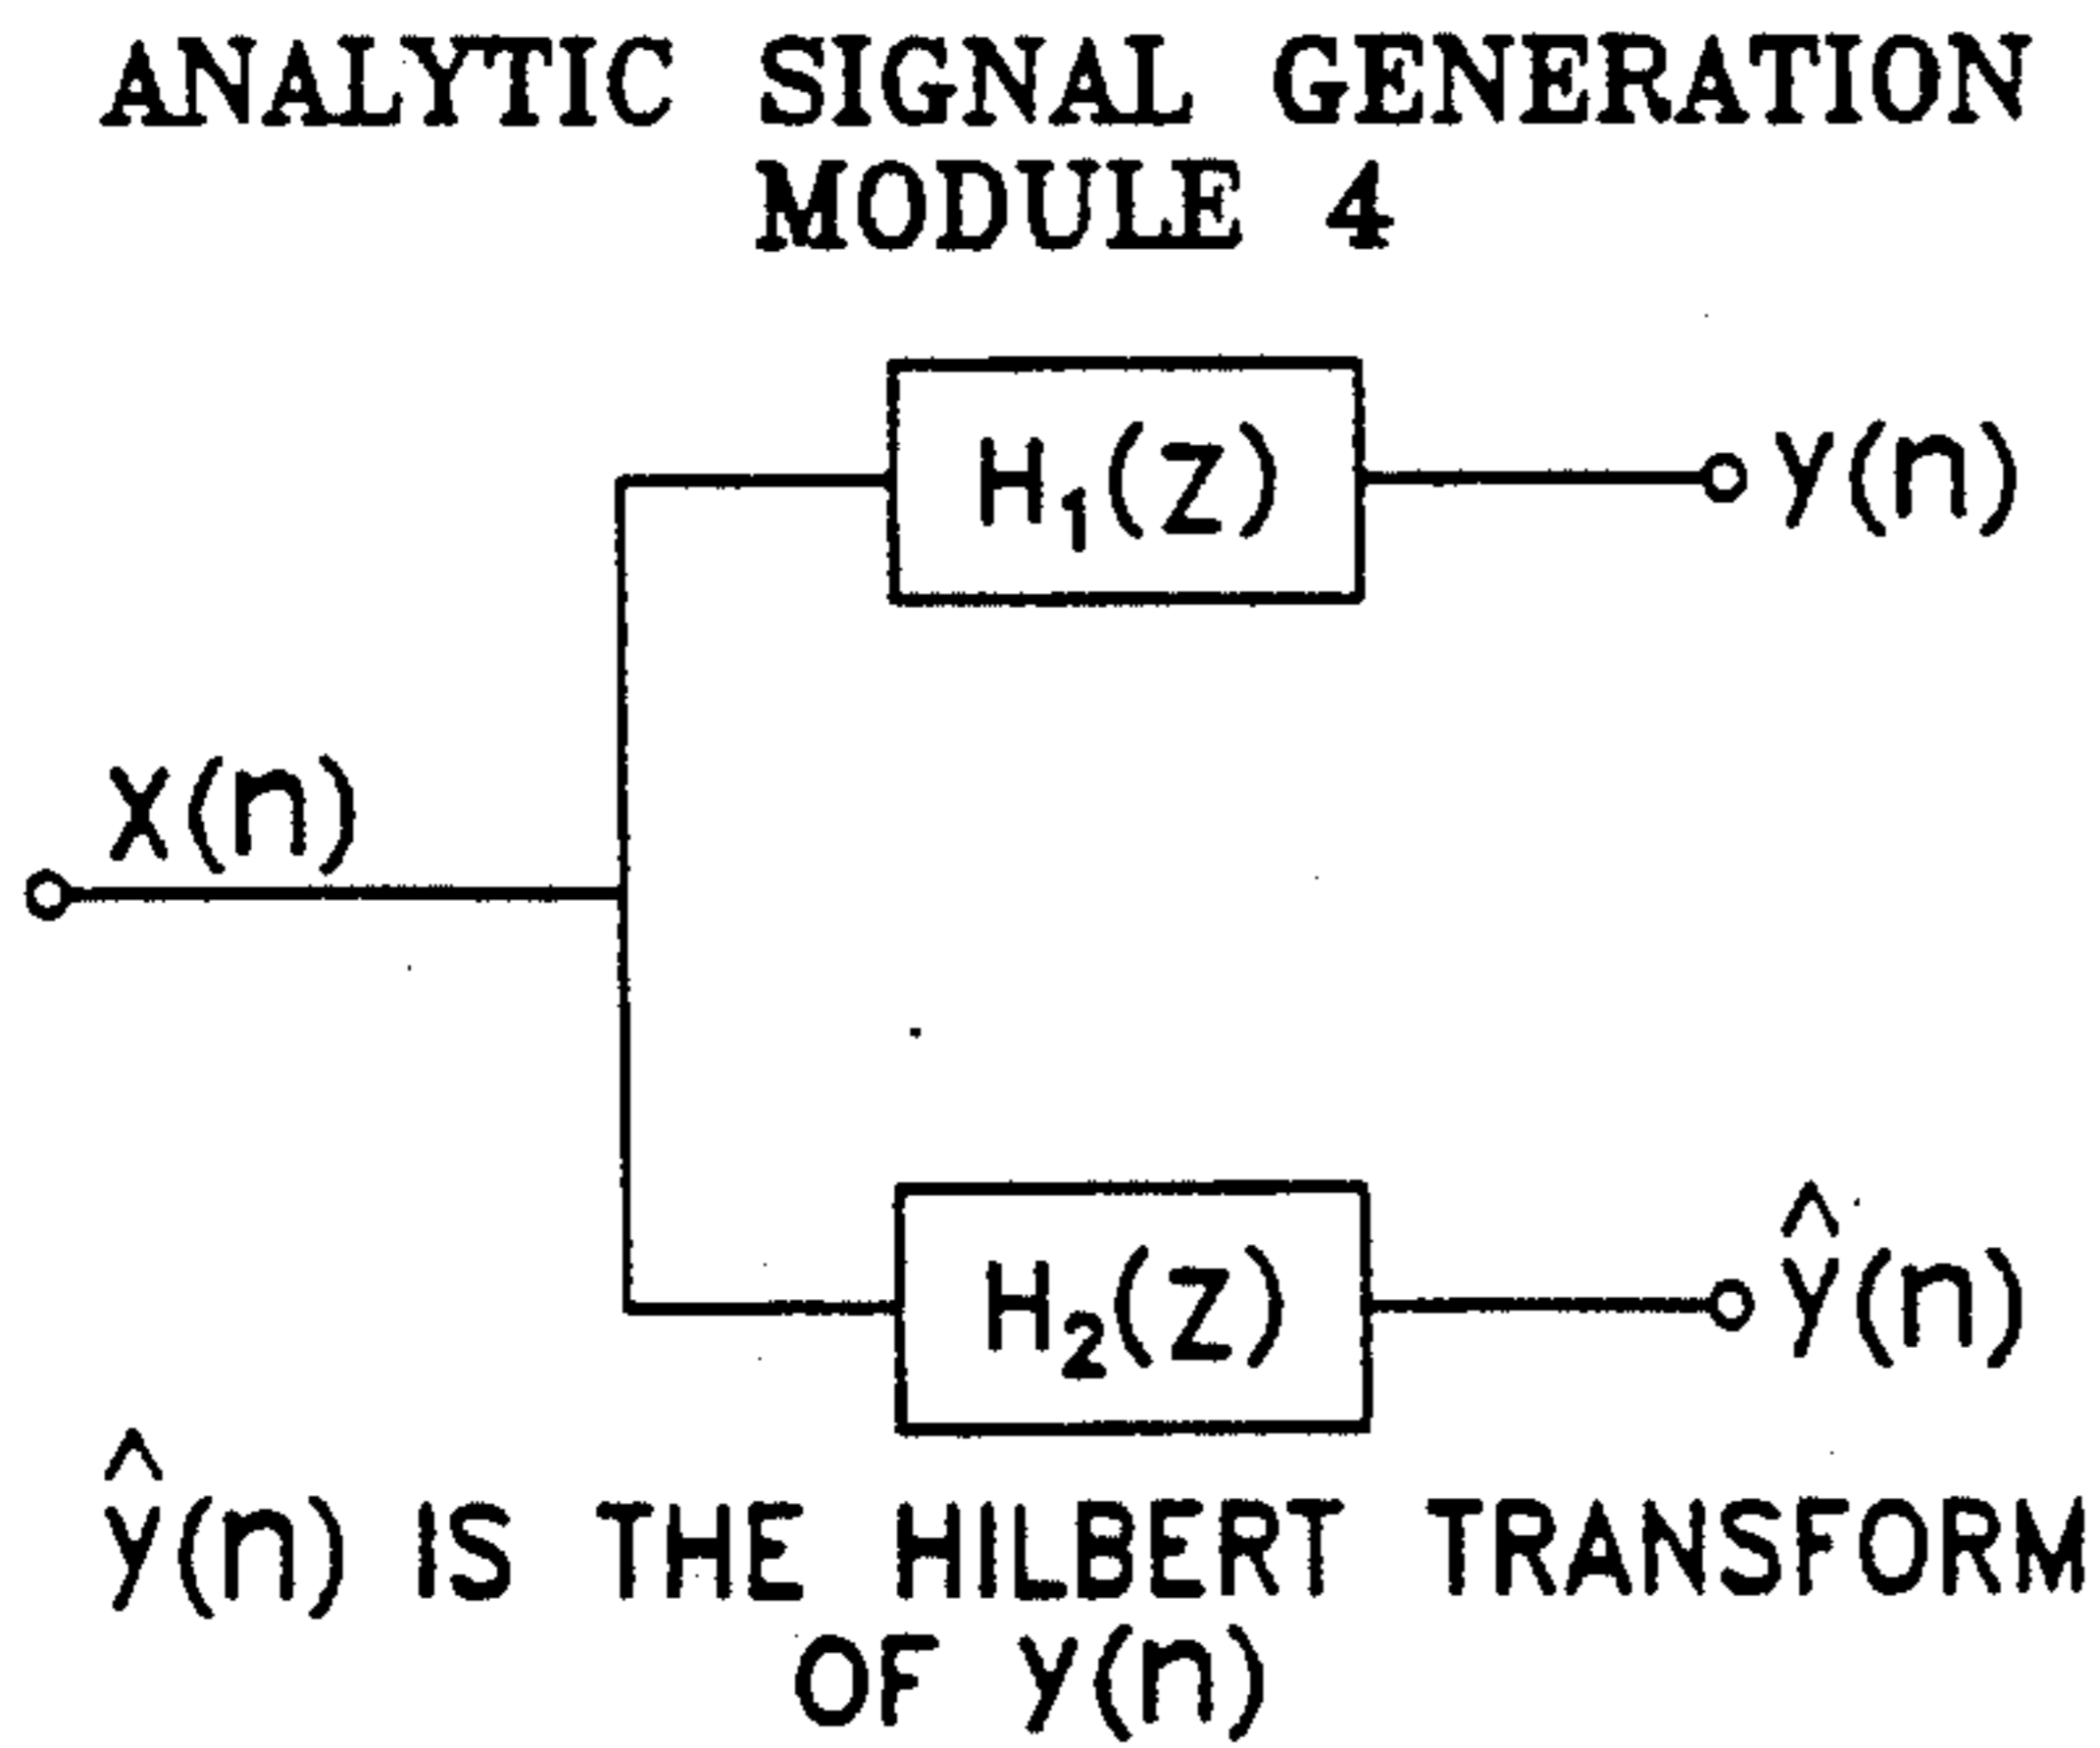 ANALYTIC SIGNAL GENERATION
MODULE 4
H₁(Z)
y(n)
X(n)
H₂(Z)
ŷ(n)
ŷ(n) IS THE HILBERT TRANSFORM
OF y(n)